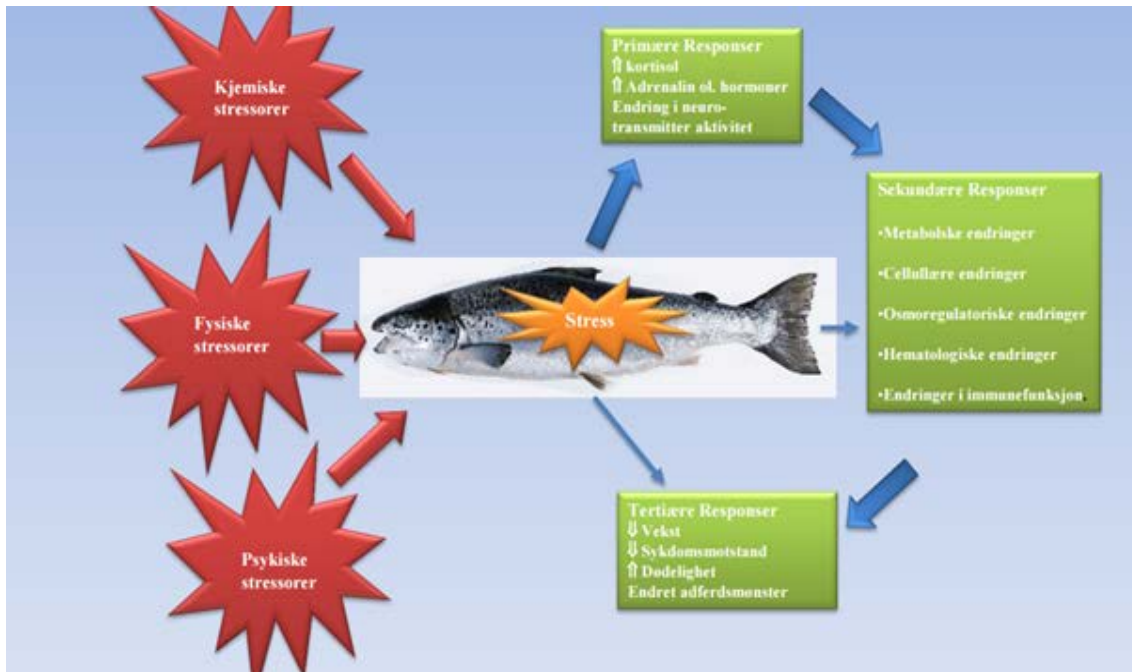 Kjemiske
stressorer
Fysiske
stressorer
Psykiske
stressorer
Stress
Primære Responser
⇑ kortisol
⇑ Adrenalin ol. hormoner
Endring i neuro-
transmitter aktivitet
Sekundære Responser
•Metabolske endringer
•Cellullære endringer
•Osmoregulatoriske endringer
•Hematologiske endringer
•Endringer i immunefunksjon.
Tertiære Responser
⇓ Vekst
⇓ Sykdomsmotstand
⇑ Dødelighet
Endret adferdsmønster